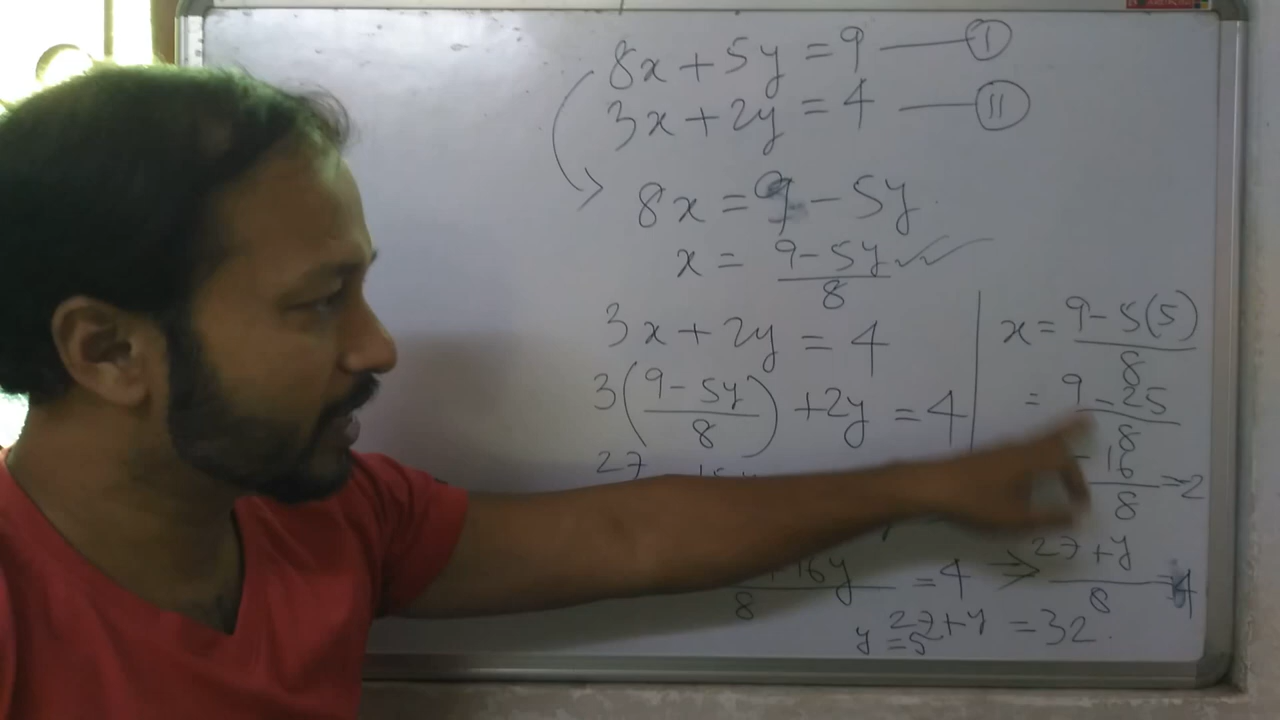 8x + 5y = 9 — I
3x + 2y = 4 — II
8x = 9 - 5y
x = 9 - 5y / 8
3x + 2y = 4
3 ( 9 - 5y / 8 ) + 2y = 4
27
+ 16y / 8 = 4 ⇒ 27 + y / 8 = 4
27 + y = 32
y = 5
x = 9 - 5(5) / 8
= 9 - 25 / 8
- 16 / 8 = 2